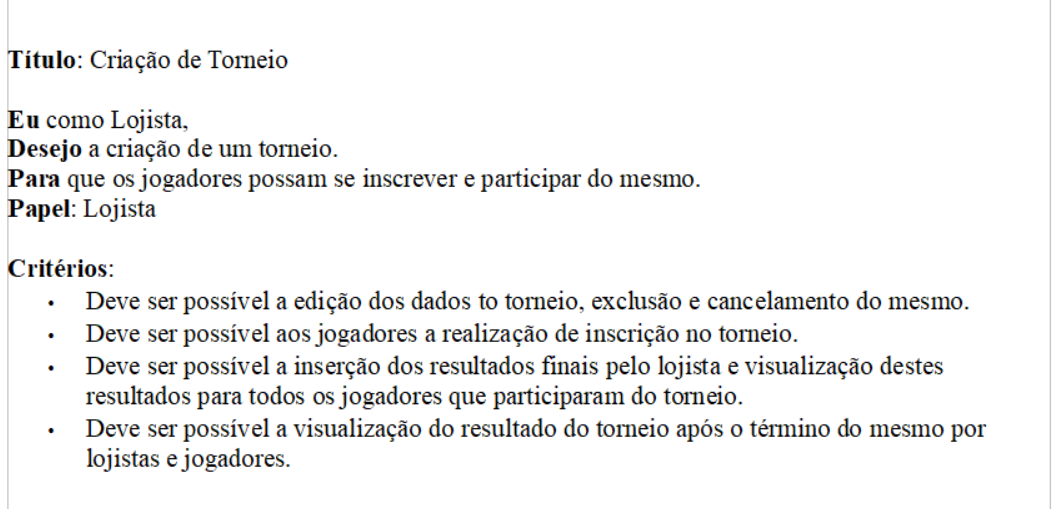 Título: Criação de Torneio
Eu como Lojista,
Desejo a criação de um torneio.
Para que os jogadores possam se inscrever e participar do mesmo.
Papel: Lojista
Critérios:
• Deve ser possível a edição dos dados to torneio, exclusão e cancelamento do mesmo.
• Deve ser possível aos jogadores a realização de inscrição no torneio.
• Deve ser possível a inserção dos resultados finais pelo lojista e visualização destes
resultados para todos os jogadores que participaram do torneio.
• Deve ser possível a visualização do resultado do torneio após o término do mesmo por
lojistas e jogadores.